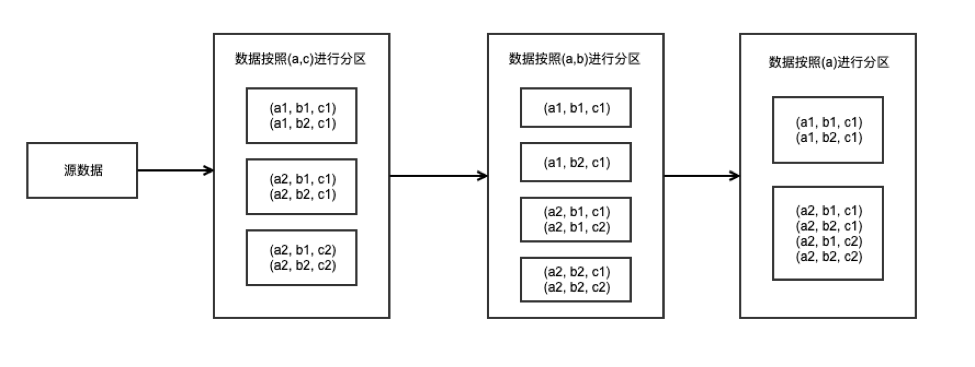 源数据
数据按照(a,c)进行分区
(a1, b1, c1)
(a1, b2, c1)
(a2, b1, c1)
(a2, b2, c1)
(a2, b1, c2)
(a2, b2, c2)
数据按照(a,b)进行分区
(a1, b1, c1)
(a1, b2, c1)
(a2, b1, c1)
(a2, b1, c2)
(a2, b2, c1)
(a2, b2, c2)
数据按照(a)进行分区
(a1, b1, c1)
(a1, b2, c1)
(a2, b1, c1)
(a2, b2, c1)
(a2, b1, c2)
(a2, b2, c2)